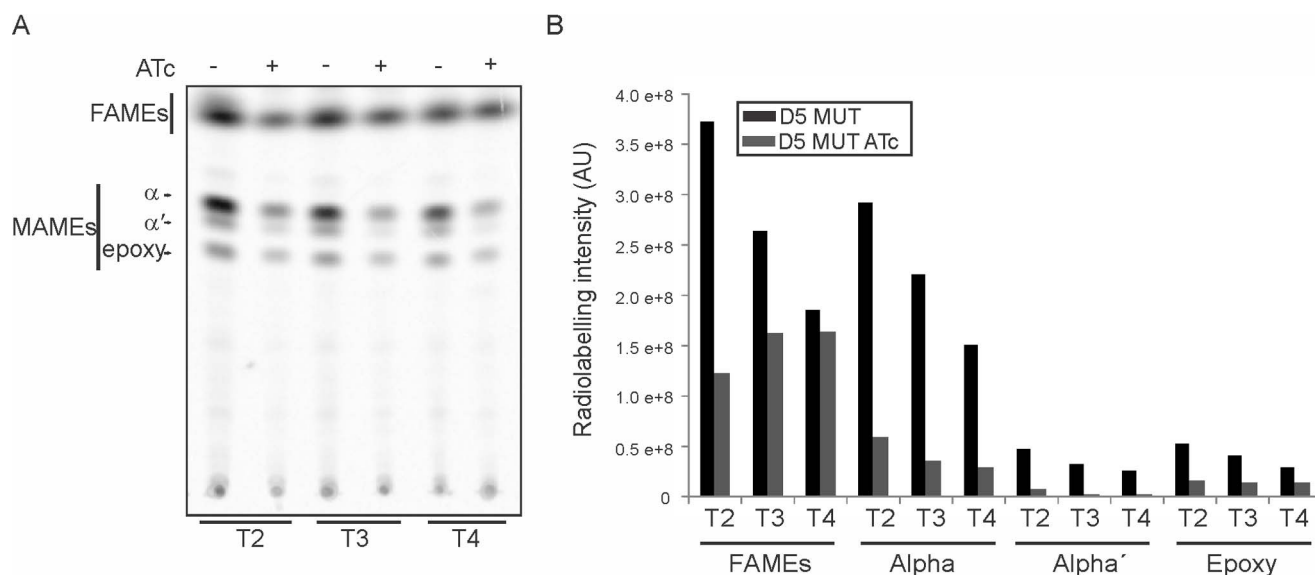 A
ATc - + - + - +
FAMEs
α
α′
epoxy
MAMEs
T2 T3 T4
B
Radiolabelling intensity (AU)
4.0 e+8
3.5 e+8
3.0 e+8
2.5 e+8
2.0 e+8
1.5 e+8
1.0 e+8
0.5 e+8
0
D5 MUT
D5 MUT ATc
T2 T3 T4 T2 T3 T4 T2 T3 T4 T2 T3 T4
FAMEs Alpha Alpha´ Epoxy